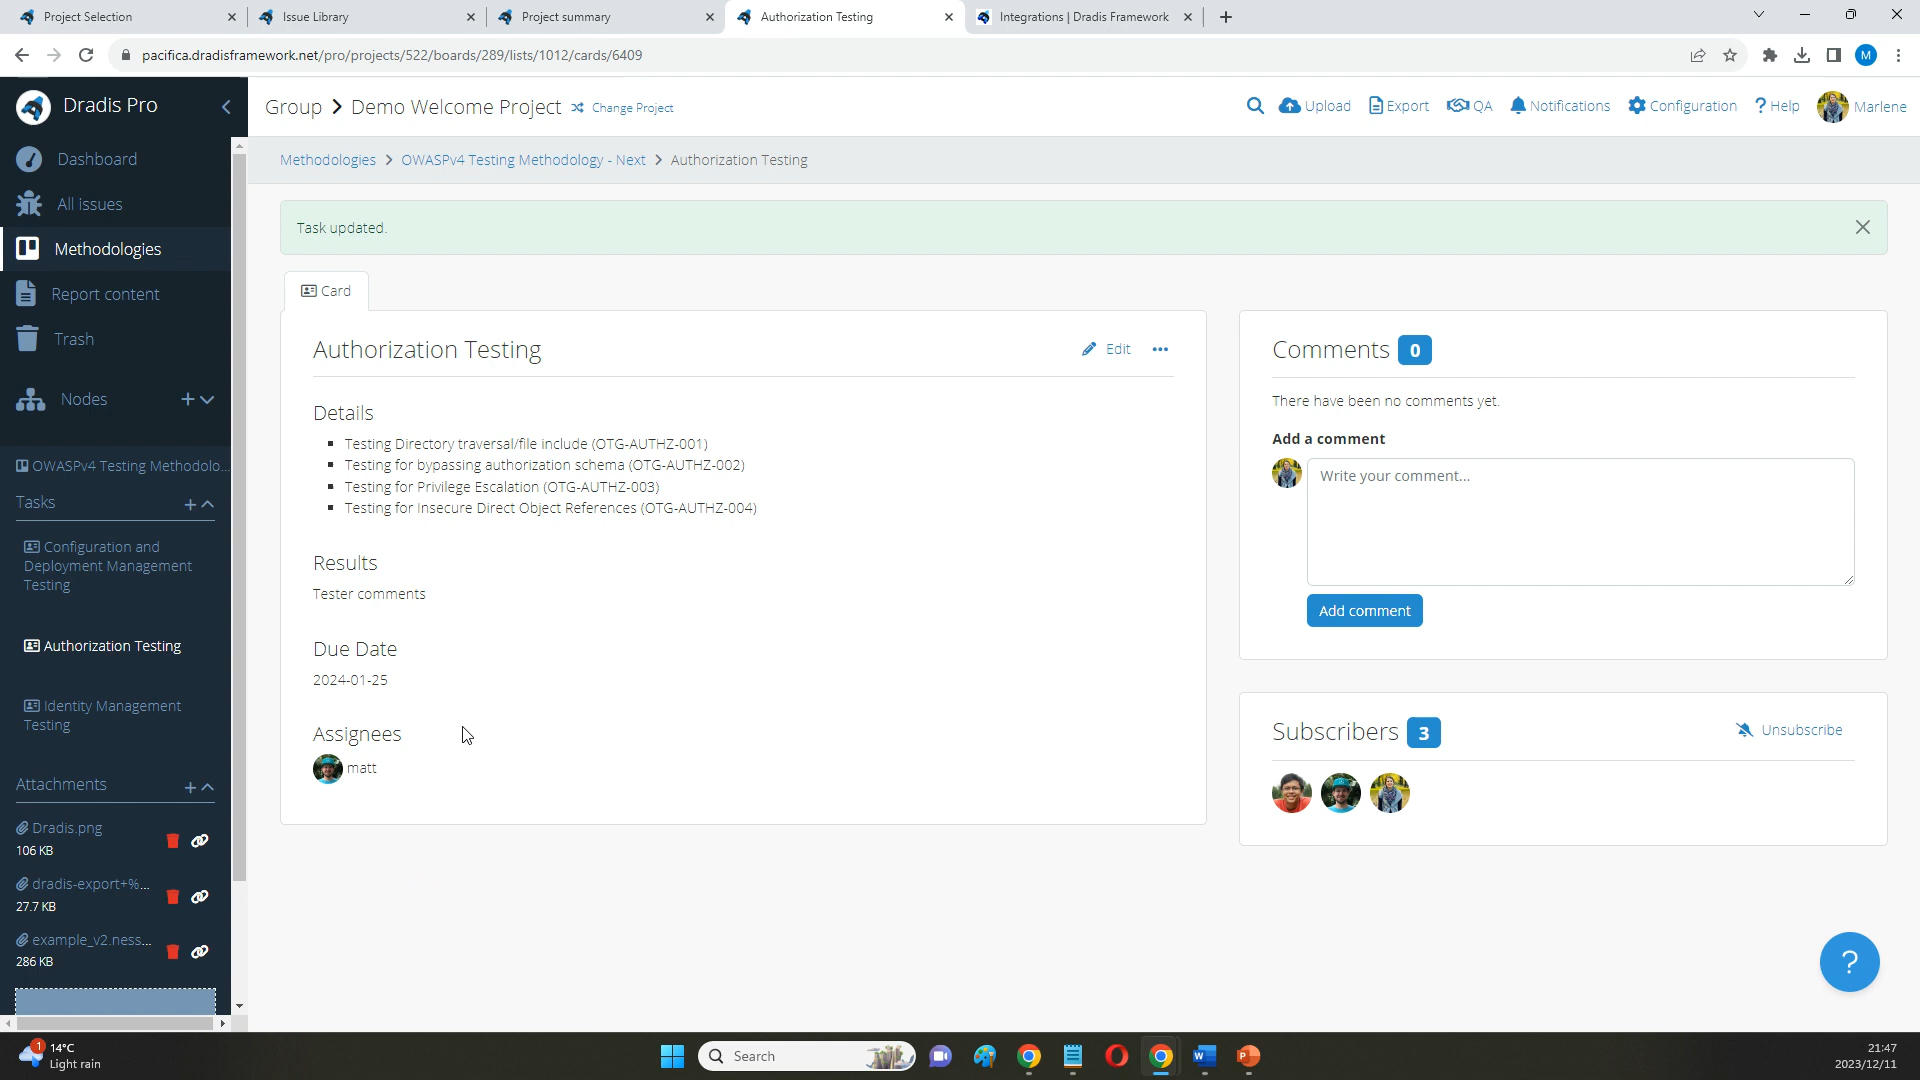 Project Selection
Issue Library
Project summary
Authorization Testing
Integrations | Dradis Framework
pacifica.dradisframework.net/pro/projects/522/boards/289/lists/1012/cards/6409
M
Dradis Pro
Group > Demo Welcome Project Change Project
Upload
Export
QA
Notifications
Configuration
? Help
Marlene
Dashboard
All issues
Methodologies
Report content
Trash
Nodes
Methodologies > OWASPv4 Testing Methodology - Next > Authorization Testing
Task updated.
Card
Authorization Testing
Edit
Details
Testing Directory traversal/file include (OTG-AUTHZ-001)
Testing for bypassing authorization schema (OTG-AUTHZ-002)
Testing for Privilege Escalation (OTG-AUTHZ-003)
Testing for Insecure Direct Object References (OTG-AUTHZ-004)
Results
Tester comments
Due Date
2024-01-25
Assignees
matt
Comments 0
There have been no comments yet.
Add a comment
Write your comment...
Add comment
Subscribers 3
Unsubscribe
OWASPv4 Testing Methodolo...
Tasks
Configuration and
Deployment Management
Testing
Authorization Testing
Identity Management
Testing
Attachments
Dradis.png
106 KB
dradis-export+%...
27.7 KB
example_v2.ness...
286 KB
?
1
14°C
Light rain
Search
W
P
21:47
2023/12/11